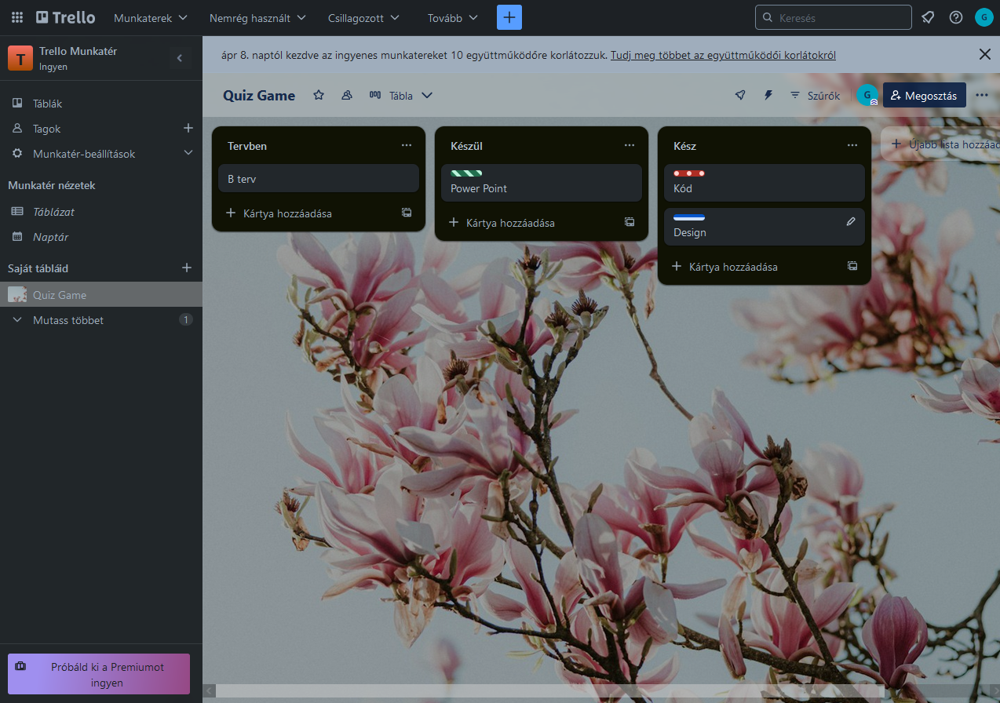 Trello
Munkaterek
Nemrég használt
Csillagozott
Tovább
Keresés
G
T
Trello Munkatér
Ingyen
ápr 8. naptól kezdve az ingyenes munkatereket 10 együttműködőre korlátozzuk. Tudj meg többet az együttműködői korlátokról
Táblák
Tagok
Munkatér-beállítások
Munkatér nézetek
Táblázat
Naptár
Saját tábláid
Quiz Game
Mutass többet
1
Próbáld ki a Premiumot
ingyen
Quiz Game
Tábla
Szűrők
G
Megosztás
Tervben
B terv
Kártya hozzáadása
Készül
Power Point
Kártya hozzáadása
Kész
Kód
Design
Kártya hozzáadása
Újabb lista hozzáad